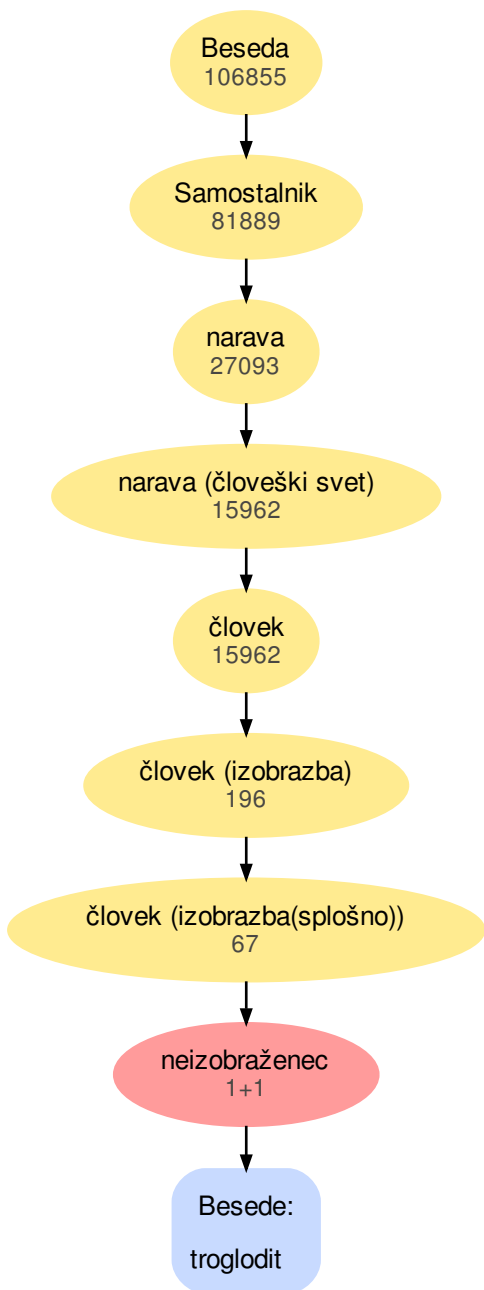 Beseda
106855
Samostalnik
81889
narava
27093
narava (človeški svet)
15962
človek
15962
človek (izobrazba)
196
človek (izobrazba(splošno))
67
neizobraženec
1+1
Besede:
troglodit